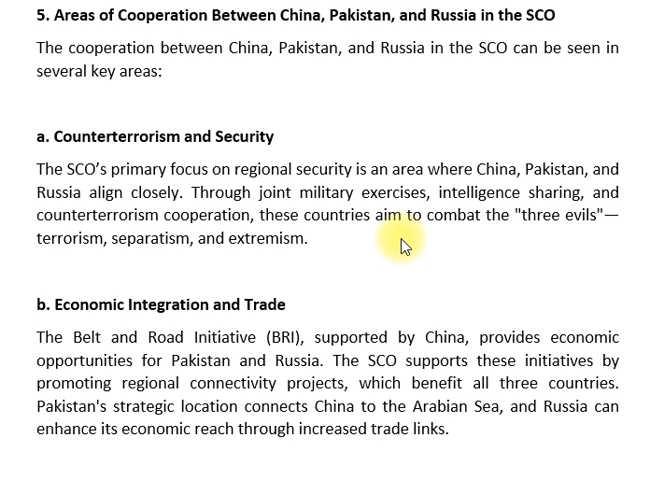 5. Areas of Cooperation Between China, Pakistan, and Russia in the SCO
The cooperation between China, Pakistan, and Russia in the SCO can be seen in
several key areas:
a. Counterterrorism and Security
The SCO’s primary focus on regional security is an area where China, Pakistan, and
Russia align closely. Through joint military exercises, intelligence sharing, and
counterterrorism cooperation, these countries aim to combat the "three evils"—
terrorism, separatism, and extremism.
b. Economic Integration and Trade
The Belt and Road Initiative (BRI), supported by China, provides economic
opportunities for Pakistan and Russia. The SCO supports these initiatives by
promoting regional connectivity projects, which benefit all three countries.
Pakistan's strategic location connects China to the Arabian Sea, and Russia can
enhance its economic reach through increased trade links.